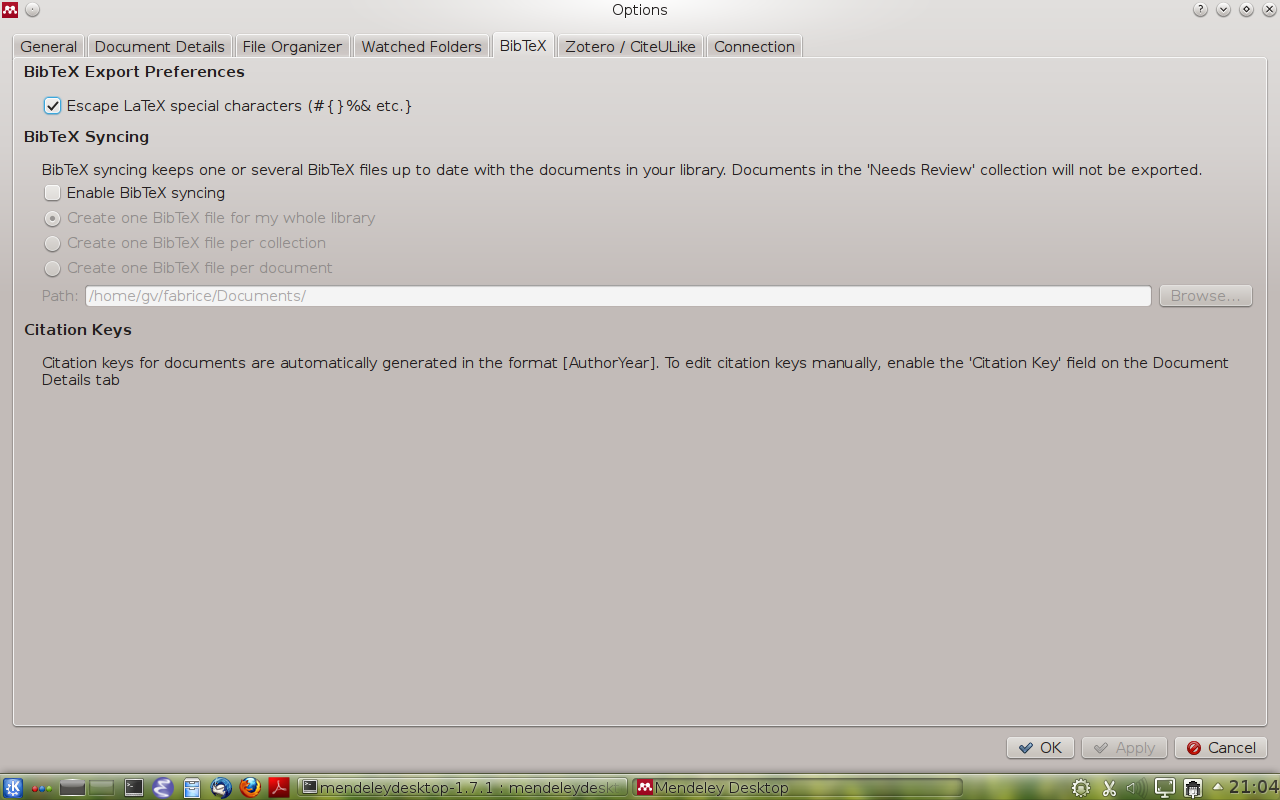 Options
General Document Details File Organizer Watched Folders BibTeX Zotero / CiteULike Connection
BibTeX Export Preferences
Escape LaTeX special characters (#{}%& etc.}
BibTeX Syncing
BibTeX syncing keeps one or several BibTeX files up to date with the documents in your library. Documents in the 'Needs Review' collection will not be exported.
Enable BibTeX syncing
Create one BibTeX file for my whole library
Create one BibTeX file per collection
Create one BibTeX file per document
Path: /home/gv/fabrice/Documents/ Browse...
Citation Keys
Citation keys for documents are automatically generated in the format [AuthorYear]. To edit citation keys manually, enable the 'Citation Key' field on the Document
Details tab
OK Apply Cancel
mendeleydesktop-1.7.1 : mendeleydeskt Mendeley Desktop 21:04